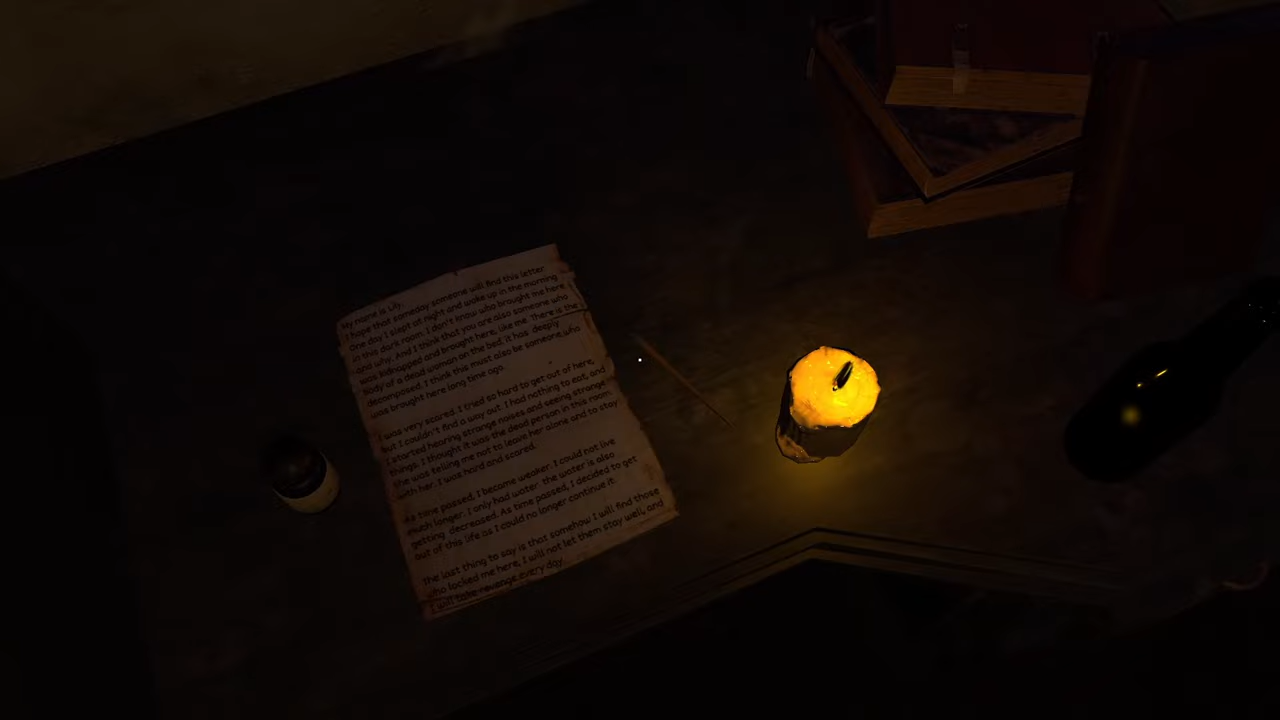 My name is Lily.
I hope that someday someone will find this letter
One day I slept at night and woke up in the morning
in this dark room. I don't know who brought me here
and why. And I think that you are also someone who
was kidnapped and brought here, like me. There is the
body of a dead woman on the bed. it has deeply
decomposed. I think this must also be someone who
was brought here long time ago.
I was very scared. I tried so hard to get out of here,
but I couldn't find a way out. I had nothing to eat, and
I started hearing strange noises and seeing strange
things. I thought it was the dead person in this room.
she was telling me not to leave her alone and to stay
with her. I was hard and scared.
As time passed, I became weaker. I could not live
much longer. I only had water. the water is also
getting decreased. As time passed, I decided to get
out of this life as I could no longer continue it.
The last thing to say is that somehow I will find those
who locked me here, I will not let them stay well, and
I will take revenge every day